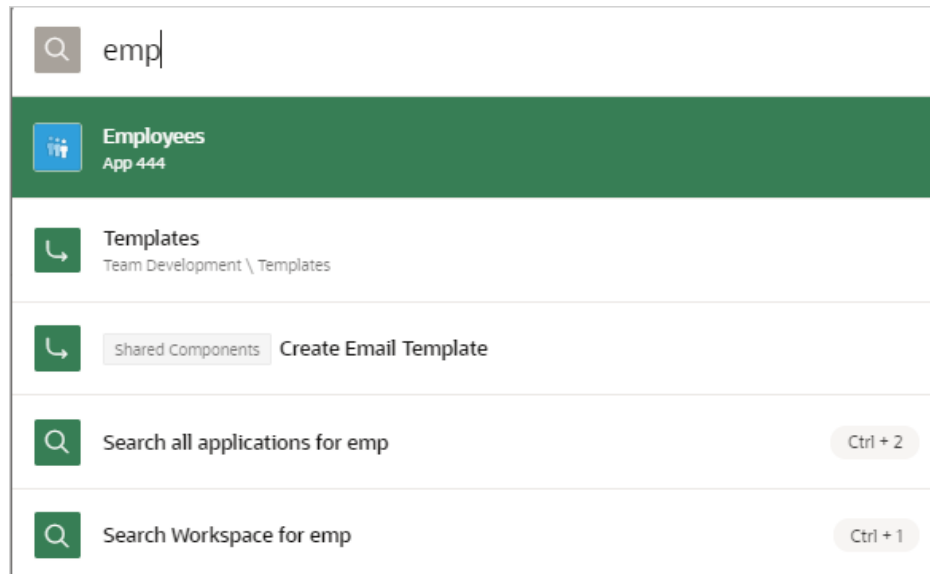 emp
Employees
App 444
Templates
Team Development \ Templates
Shared Components Create Email Template
Search all applications for emp Ctrl + 2
Search Workspace for emp Ctrl + 1